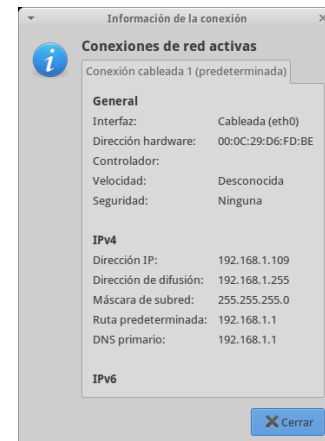 Información de la conexión
Conexiones de red activas
Conexión cableada 1 (predeterminada)
General
Interfaz: Cableada (eth0)
Dirección hardware: 00:0C:29:D6:FD:BE
Controlador:
Velocidad: Desconocida
Seguridad: Ninguna
IPv4
Dirección IP: 192.168.1.109
Dirección de difusión: 192.168.1.255
Máscara de subred: 255.255.255.0
Ruta predeterminada: 192.168.1.1
DNS primario: 192.168.1.1
IPv6
Cerrar